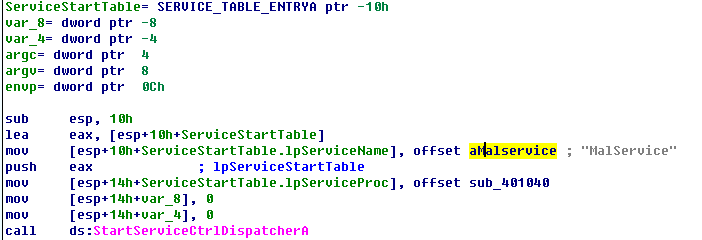 ServiceStartTable= SERVICE_TABLE_ENTRYA ptr -10h
var_8= dword ptr -8
var_4= dword ptr -4
argc= dword ptr  4
argv= dword ptr  8
envp= dword ptr  0Ch
sub     esp, 10h
lea     eax, [esp+10h+ServiceStartTable]
mov     [esp+10h+ServiceStartTable.lpServiceName], offset aMalservice ; "MalService"
push    eax             ; lpServiceStartTable
mov     [esp+14h+ServiceStartTable.lpServiceProc], offset sub_401040
mov     [esp+14h+var_8], 0
mov     [esp+14h+var_4], 0
call    ds:StartServiceCtrlDispatcherA